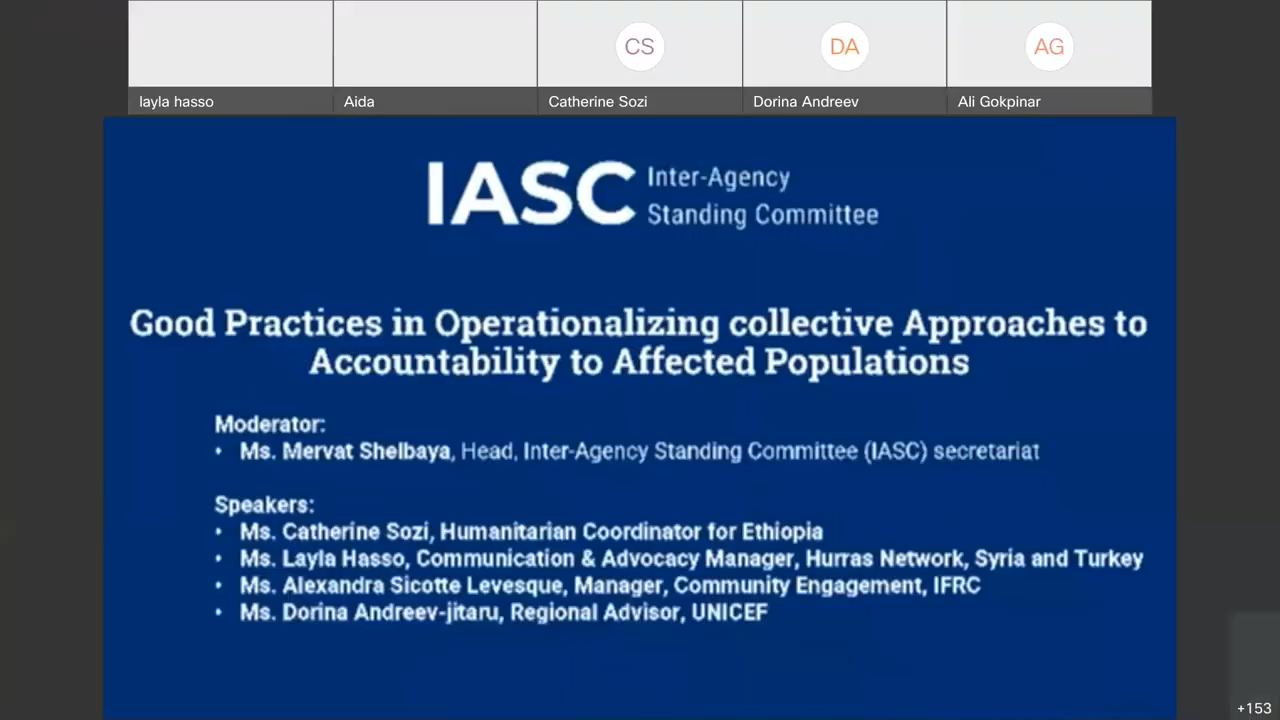 CS
DA
AG
layla hasso
Aida
Catherine Sozi
Dorina Andreev
Ali Gokpinar
IASC
Inter-Agency
Standing Committee
Good Practices in Operationalizing collective Approaches to
Accountability to Affected Populations
Moderator:
• Ms. Mervat Shelbaya, Head, Inter-Agency Standing Committee (IASC) secretariat
Speakers:
• Ms. Catherine Sozi, Humanitarian Coordinator for Ethiopia
• Ms. Layla Hasso, Communication & Advocacy Manager, Hurras Network, Syria and Turkey
• Ms. Alexandra Sicotte Levesque, Manager, Community Engagement, IFRC
• Ms. Dorina Andreev-jitaru, Regional Advisor, UNICEF
+153